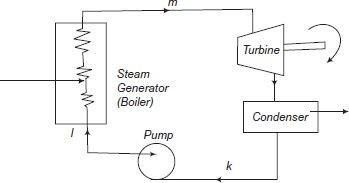 m
Turbine
Steam
Generator
(Boiler)
Condenser
l
Pump
k